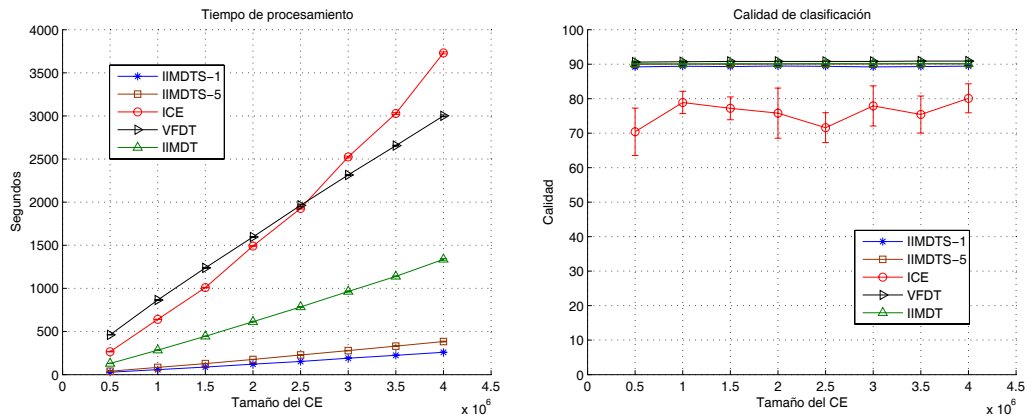 Tiempo de procesamiento
4000
3500
3000
2500
2000
1500
1000
500
0
Segundos
IIMDTS−1
IIMDTS−5
ICE
VFDT
IIMDT
0 0.5 1 1.5 2 2.5 3 3.5 4 4.5
Tamaño del CE
x 10^6
Calidad de clasificación
100
90
80
70
60
50
40
30
20
10
0
Calidad
IIMDTS−1
IIMDTS−5
ICE
VFDT
IIMDT
0 0.5 1 1.5 2 2.5 3 3.5 4 4.5
Tamaño del CE
x 10^6